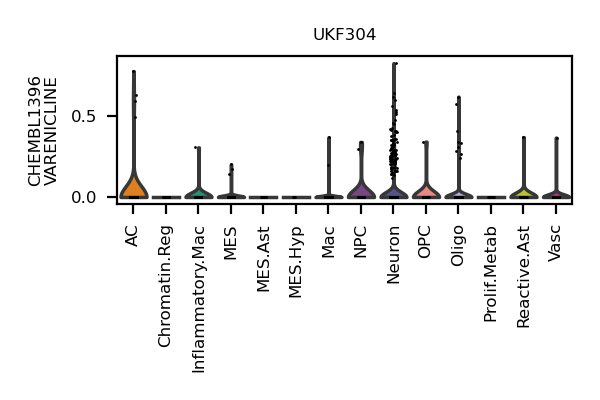 UKF304
CHEMBL1396
VARENICLINE
0.5
0.0
AC
Chromatin.Reg
Inflammatory.Mac
MES
MES.Ast
MES.Hyp
Mac
NPC
Neuron
OPC
Oligo
Prolif.Metab
Reactive.Ast
Vasc